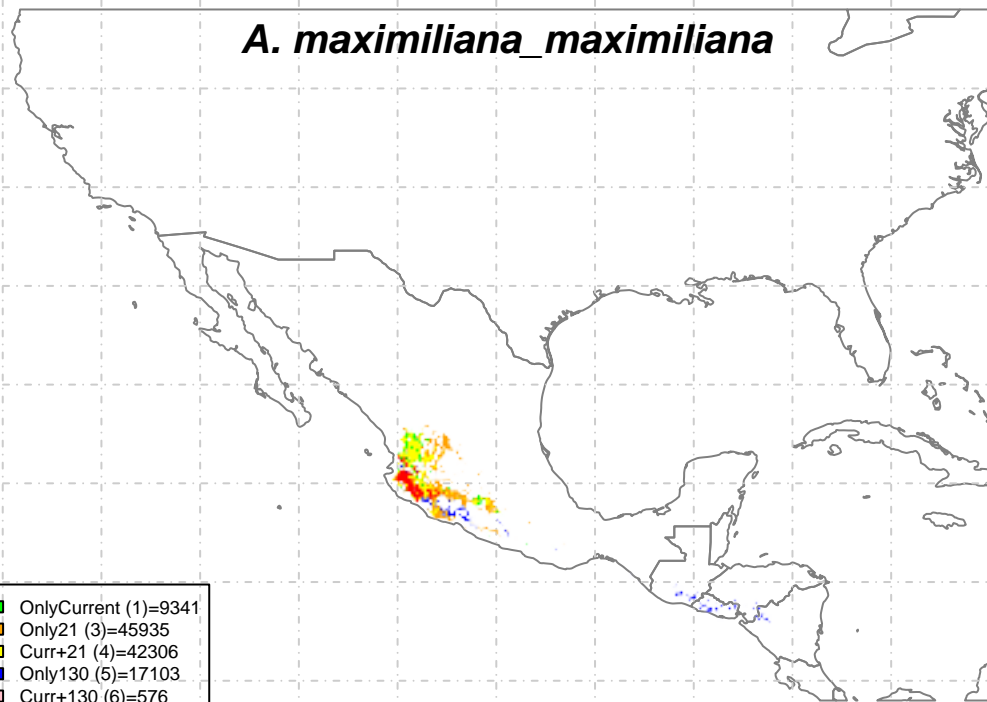 A. maximiliana_maximiliana
OnlyCurrent (1)=9341
Only21 (3)=45935
Curr+21 (4)=42306
Only130 (5)=17103
Curr+130 (6)=576